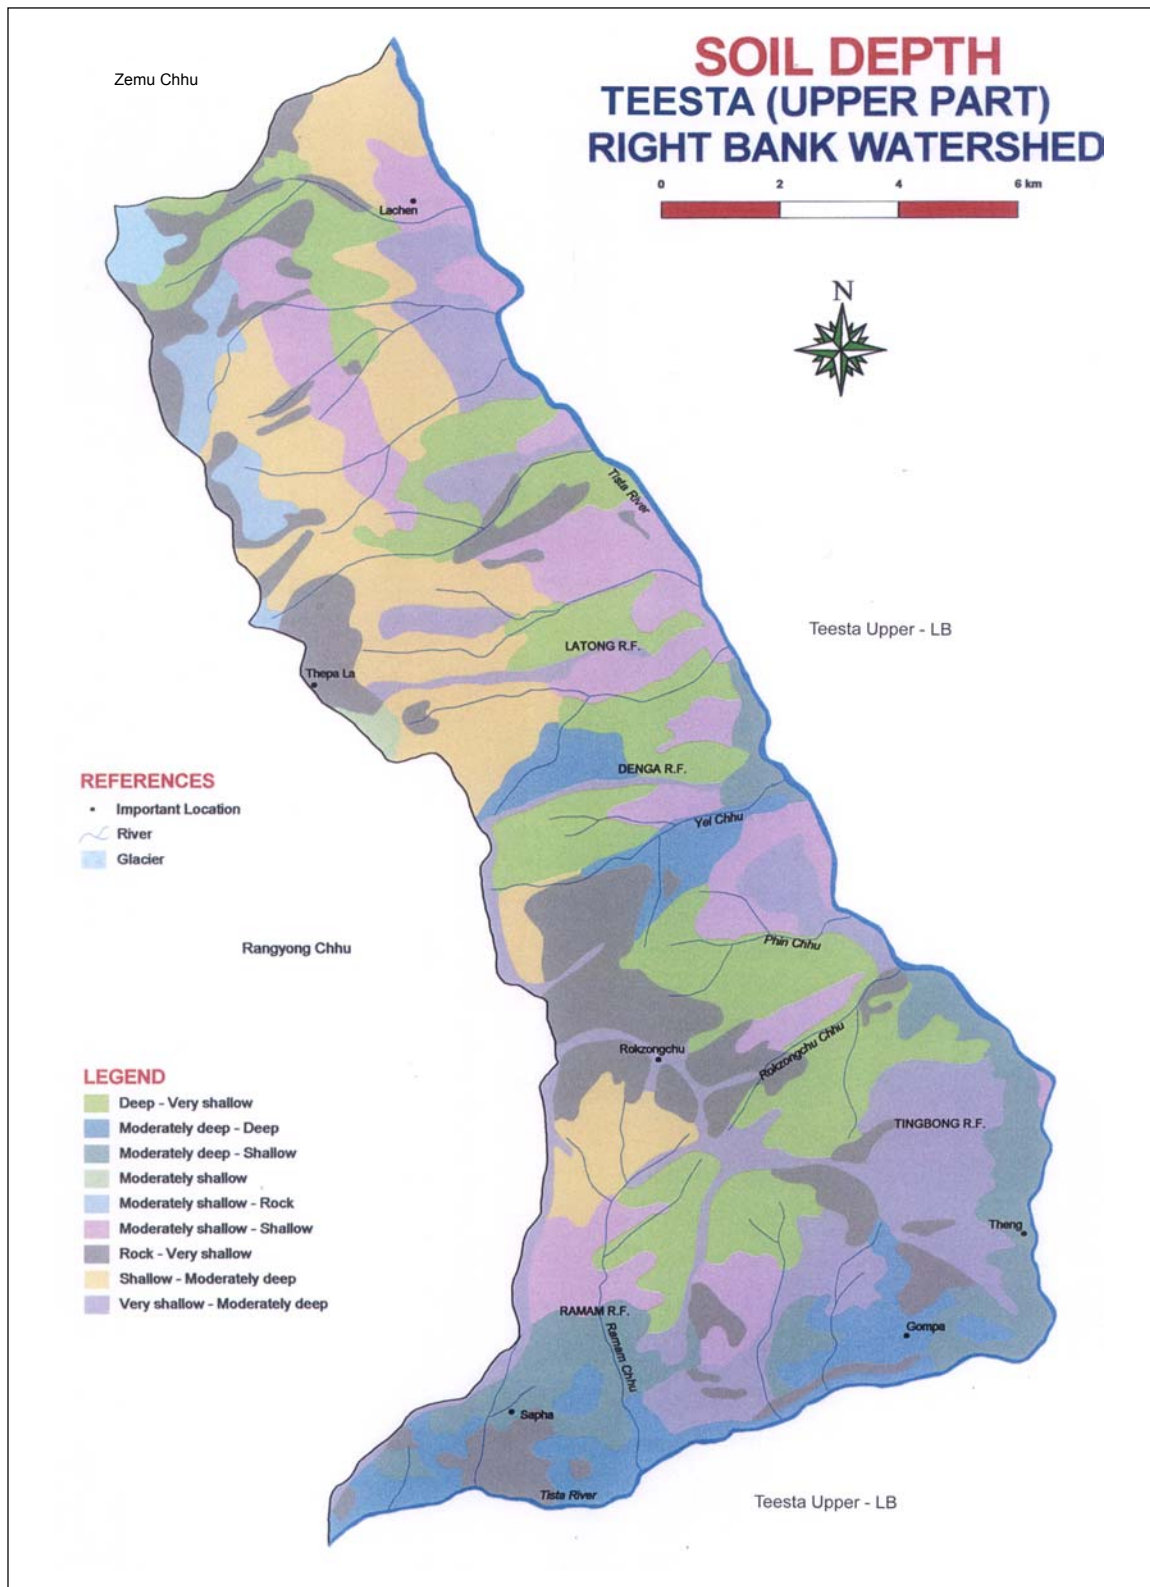 Zemu Chhu
SOIL DEPTH
TEESTA (UPPER PART)
RIGHT BANK WATERSHED
0 2 4 6 km
N
Lachen
Tista River
Teesta Upper - LB
LATONG R.F.
Thepa La
DENGA R.F.
REFERENCES
Important Location
River
Glacier
Yel Chhu
Rangyong Chhu
Phin Chhu
Rokzongchu
Rokzongchu Chhu
LEGEND
Deep - Very shallow
Moderately deep - Deep
Moderately deep - Shallow
Moderately shallow
Moderately shallow - Rock
Moderately shallow - Shallow
Rock - Very shallow
Shallow - Moderately deep
Very shallow - Moderately deep
TINGBONG R.F.
Theng
RAMAM R.F.
Ramam Chhu
Gompa
Sapha
Tista River
Teesta Upper - LB